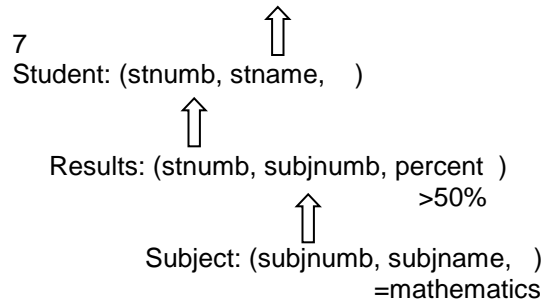 7
Student: (stnumb, stname, )
Results: (stnumb, subjnumb, percent )
>50%
Subject: (subjnumb, subjname, )
=mathematics